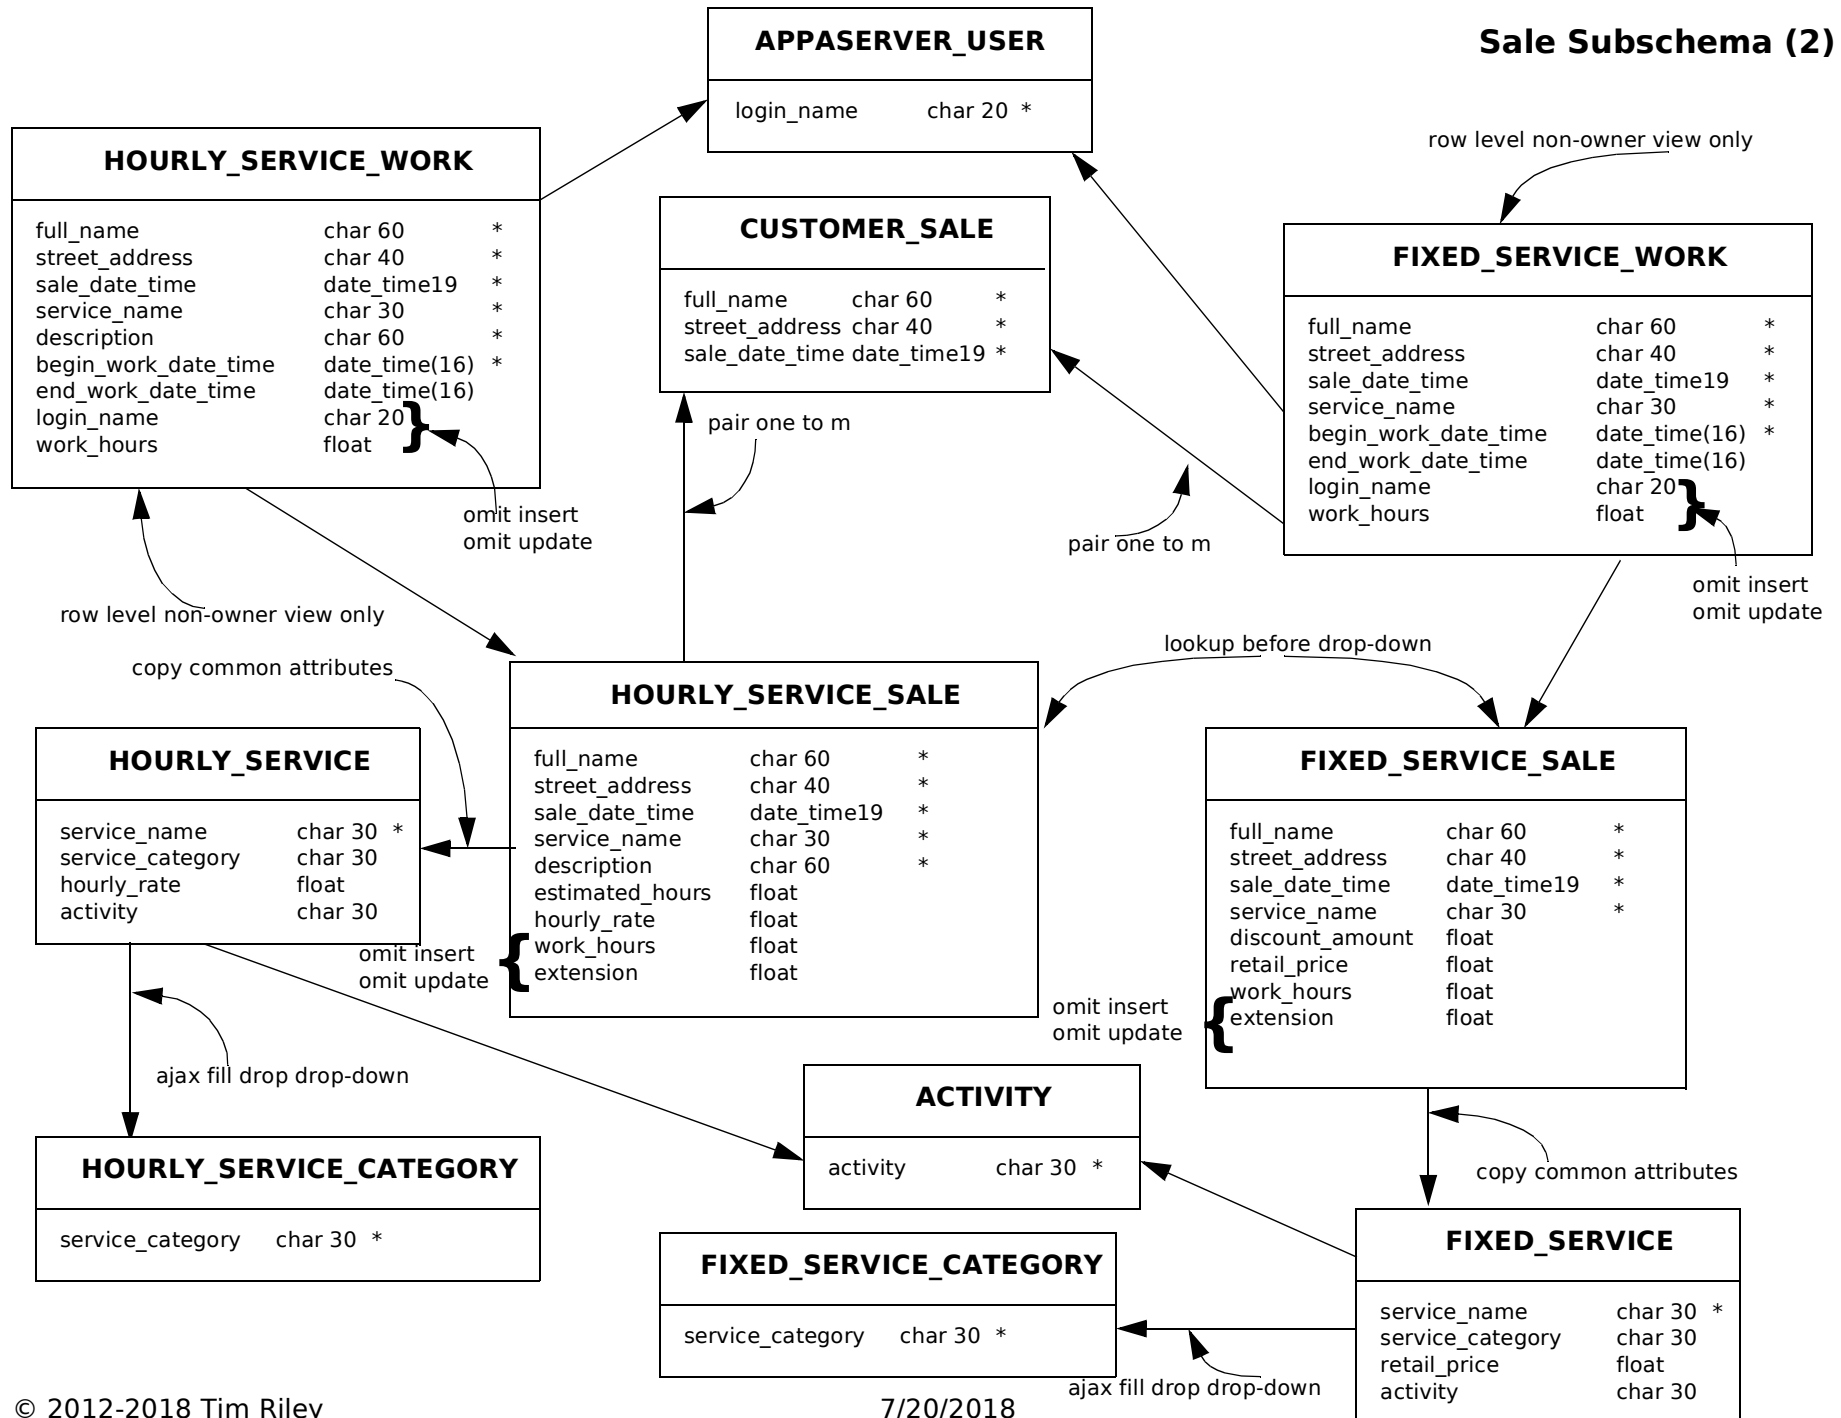 Sale Subschema (2)
APPASERVER_USER
login_name char 20 *
HOURLY_SERVICE_WORK
full_name char 60 *
street_address char 40 *
sale_date_time date_time19 *
service_name char 30 *
description char 60 *
begin_work_date_time date_time(16) *
end_work_date_time date_time(16)
login_name char 20
work_hours float
}
omit insert
omit update
row level non-owner view only
CUSTOMER_SALE
full_name char 60 *
street_address char 40 *
sale_date_time date_time19 *
pair one to m
pair one to m
row level non-owner view only
FIXED_SERVICE_WORK
full_name char 60 *
street_address char 40 *
sale_date_time date_time19 *
service_name char 30 *
begin_work_date_time date_time(16) *
end_work_date_time date_time(16)
login_name char 20
work_hours float
}
omit insert
omit update
lookup before drop-down
copy common attributes
HOURLY_SERVICE
service_name char 30 *
service_category char 30
hourly_rate float
activity char 30
HOURLY_SERVICE_SALE
full_name char 60 *
street_address char 40 *
sale_date_time date_time19 *
service_name char 30 *
description char 60 *
estimated_hours float
hourly_rate float
work_hours float
extension float
{
omit insert
omit update
FIXED_SERVICE_SALE
full_name char 60 *
street_address char 40 *
sale_date_time date_time19 *
service_name char 30 *
discount_amount float
retail_price float
work_hours float
extension float
{
omit insert
omit update
ajax fill drop drop-down
ACTIVITY
activity char 30 *
copy common attributes
HOURLY_SERVICE_CATEGORY
service_category char 30 *
FIXED_SERVICE_CATEGORY
service_category char 30 *
FIXED_SERVICE
service_name char 30 *
service_category char 30
retail_price float
activity char 30
ajax fill drop drop-down
© 2012-2018 Tim Riley
7/20/2018